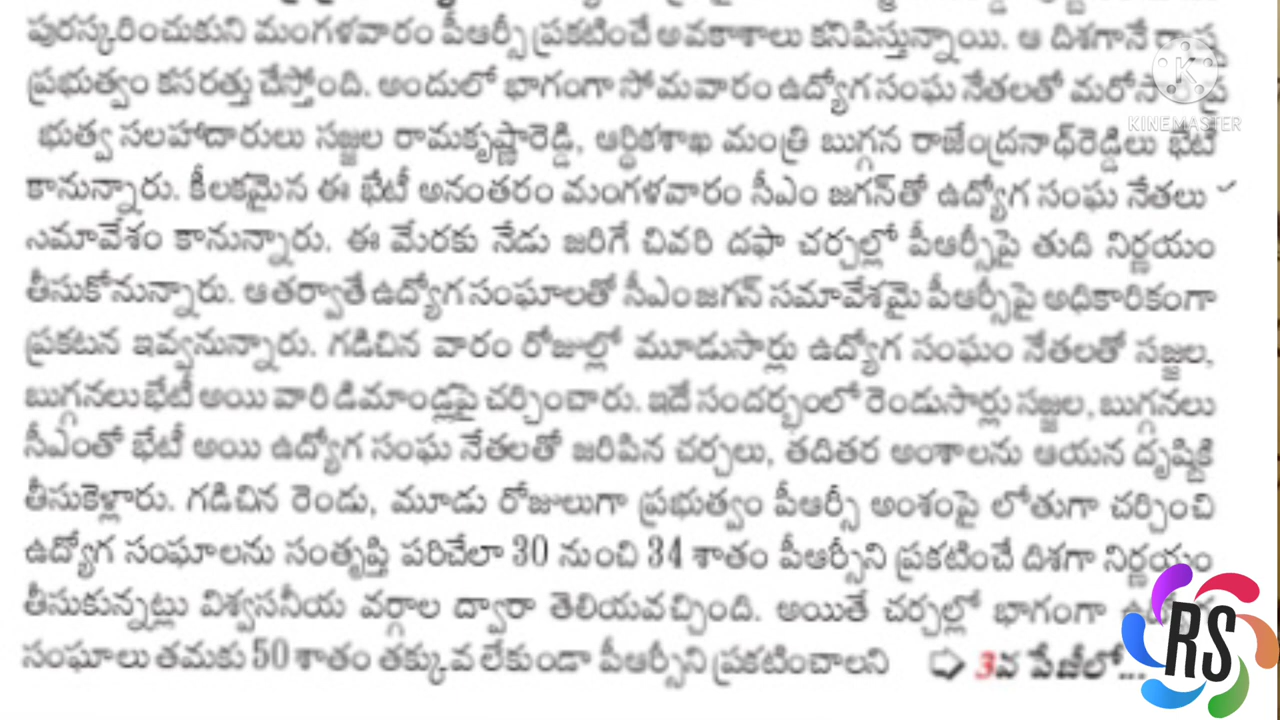 పురస్కరించుకుని మంగళవారం పీఆర్సీ ప్రకటించే అవకాశాలు కనిపిస్తున్నాయి. ఆ దిశగానే
ప్రభుత్వం కసరత్తు చేస్తోంది. అందులో భాగంగా సోమవారం ఉద్యోగ సంఘ నేతలతో
భుత్వ సలహాదారులు సజ్జల రామకృష్ణారెడ్డి, ఆర్థికశాఖ మంత్రి బుగ్గన రాజేంద్రనాధ్‌రెడ్డిలు భేటీ
కానున్నారు. కీలకమైన ఈ భేటీ అనంతరం మంగళవారం సీఎం జగన్‌తో ఉద్యోగ సంఘ నేతలు
సమావేశం కానున్నారు. ఈ మేరకు నేడు జరిగే చివరి దఫా చర్చల్లో పీఆర్సీపై తుది నిర్ణయం
తీసుకోనున్నారు. ఆతర్వాతే ఉద్యోగ సంఘాలతో సీఎం జగన్ సమావేశమై పీఆర్సీపై అధికారికంగా
ప్రకటన ఇవ్వనున్నారు. గడిచిన వారం రోజుల్లో మూడుసార్లు ఉద్యోగ సంఘం నేతలతో సజ్జల,
బుగ్గనలు భేటీ అయి వారి డిమాండ్లపై చర్చించారు. ఇదే సందర్భంలో రెండుసార్లు సజ్జల, బుగ్గనలు
సీఎంతో భేటీ అయి ఉద్యోగ సంఘ నేతలతో జరిపిన చర్చలు, తదితర అంశాలను ఆయన దృష్టికి
తీసుకెళ్లారు. గడిచిన రెండు, మూడు రోజులుగా ప్రభుత్వం పీఆర్సీ అంశంపై లోతుగా చర్చించి
ఉద్యోగ సంఘాలను సంతృప్తి పరిచేలా 30 నుంచి 34 శాతం పీఆర్సీని ప్రకటించే దిశగా నిర్ణయం
తీసుకున్నట్లు విశ్వసనీయ వర్గాల ద్వారా తెలియవచ్చింది. అయితే చర్చల్లో భాగంగా
సంఘాలు తమకు 50 శాతం తక్కువ లేకుండా పీఆర్సీని ప్రకటించాలని 3వ పేజీలో...
KINEMASTER
RS